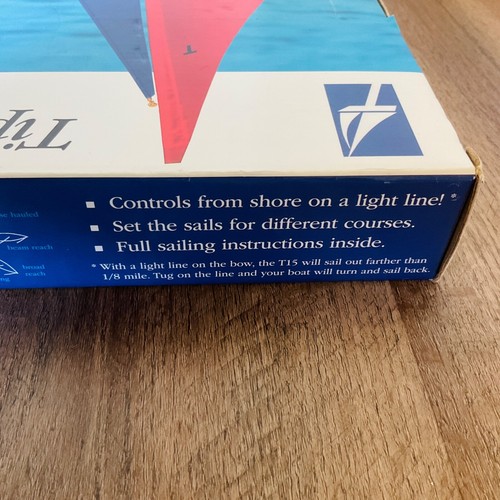 Tip
■ Controls from shore on a light line! *
■ Set the sails for different courses.
■ Full sailing instructions inside.
* With a light line on the bow, the T15 will sail out farther than
1/8 mile. Tug on the line and your boat will turn and sail back.
hauled
beam reach
broad
reach
T